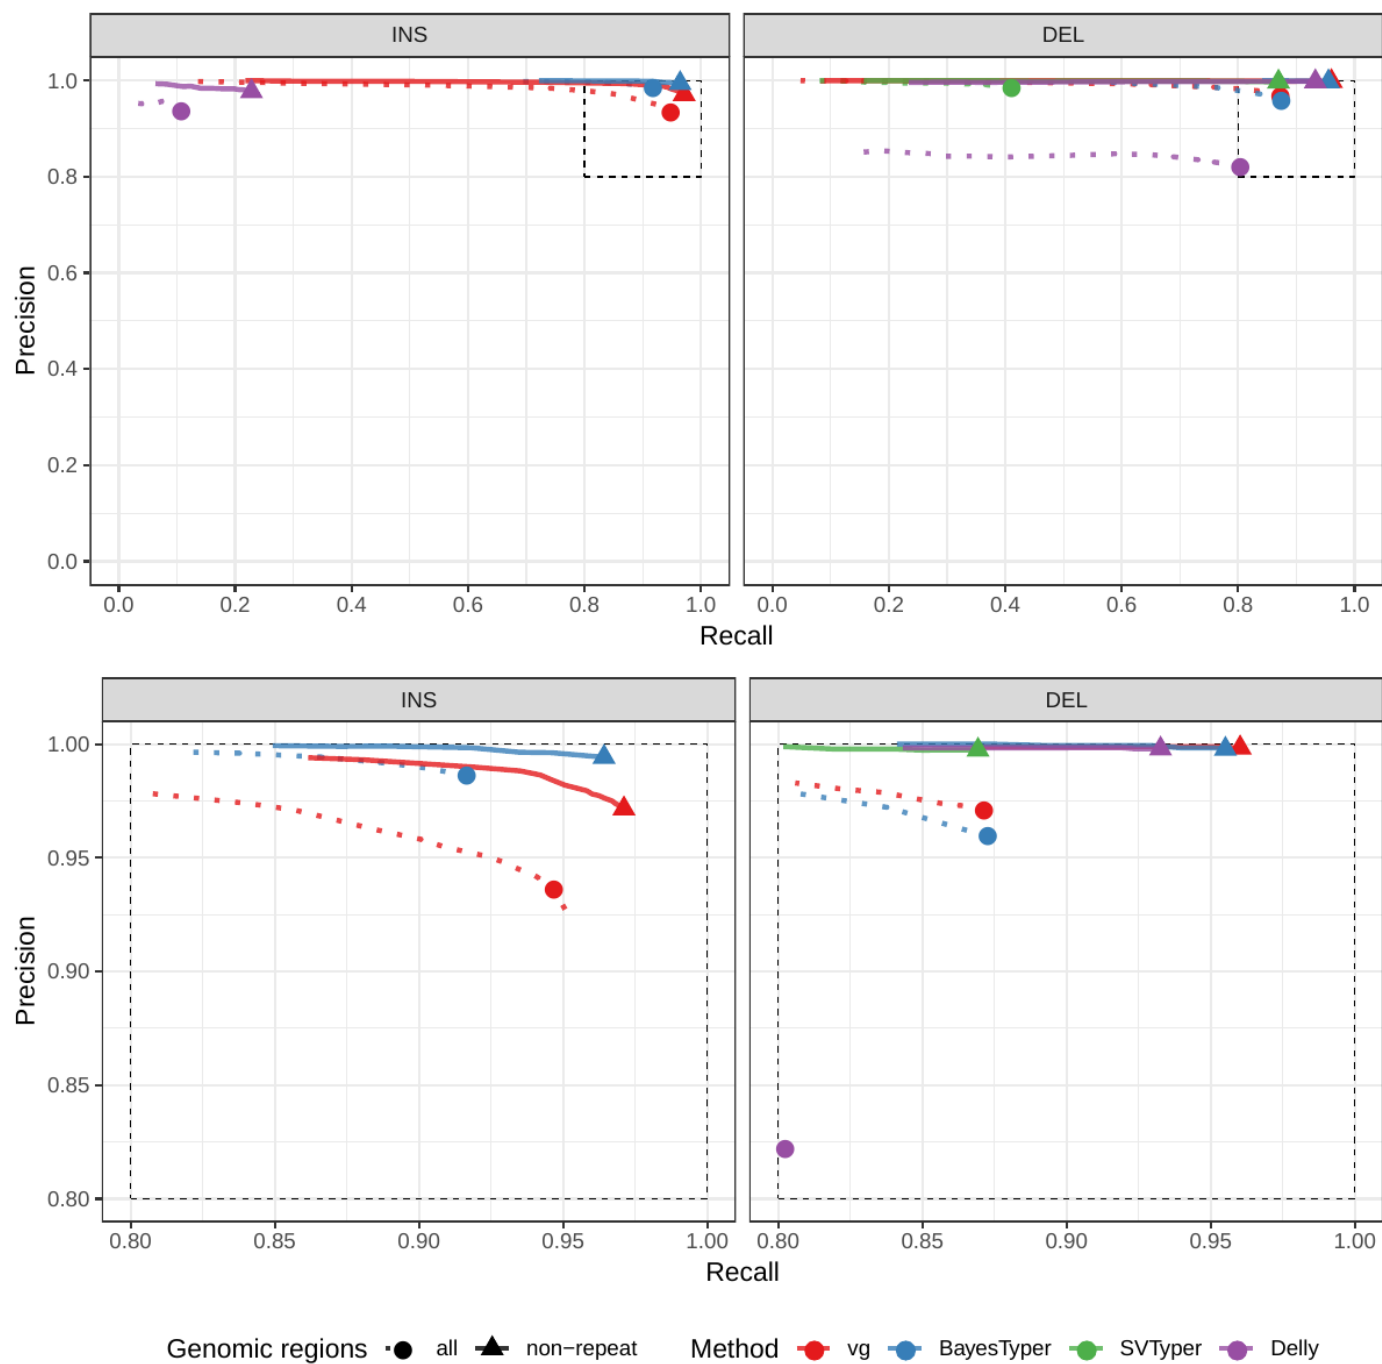 INS DEL
1.0
0.8
0.6
0.4
0.2
0.0
Precision
0.0 0.2 0.4 0.6 0.8 1.0 0.0 0.2 0.4 0.6 0.8 1.0
Recall
INS DEL
1.00
0.95
0.90
0.85
0.80
Precision
0.80 0.85 0.90 0.95 1.00 0.80 0.85 0.90 0.95 1.00
Recall
Genomic regions all non−repeat Method vg BayesTyper SVTyper Delly